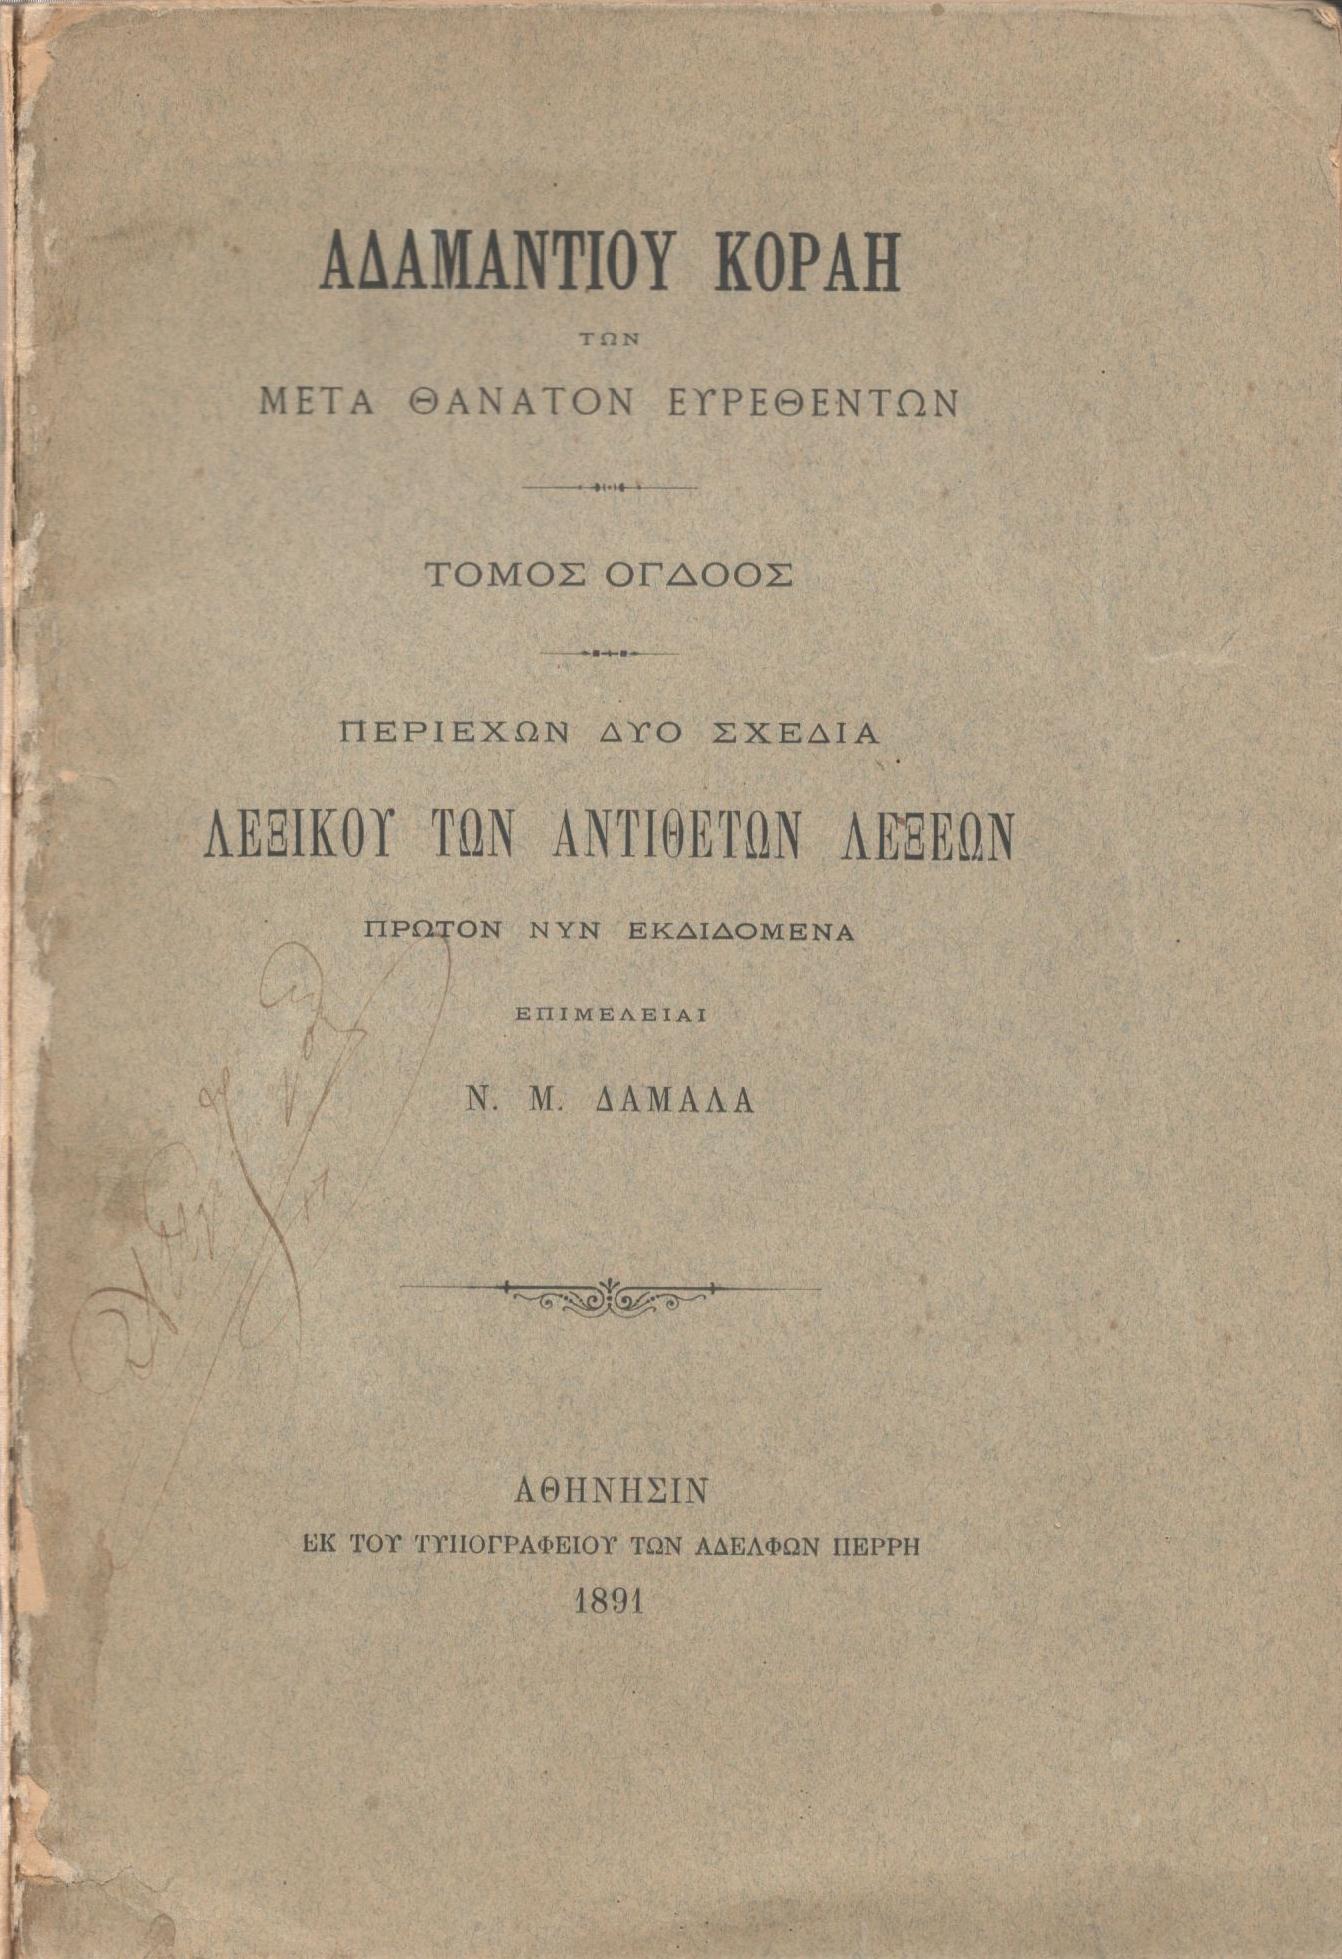 ΑΔΑΜΑΝΤΙΟΥ ΚΟΡΑΗ
ΤΩΝ
ΜΕΤΑ ΘΑΝΑΤΟΝ ΕΥΡΕΘΕΝΤΩΝ
ΤΟΜΟΣ ΟΓΔΟΟΣ
ΠΕΡΙΕΧΩΝ ΔΥΟ ΣΧΕΔΙΑ
ΛΕΞΙΚΟΥ ΤΩΝ ΑΝΤΙΘΕΤΩΝ ΛΕΞΕΩΝ
ΠΡΩΤΟΝ ΝΥΝ ΕΚΔΙΔΟΜΕΝΑ
ΕΠΙΜΕΛΕΙΑΙ
Ν. Μ. ΔΑΜΑΛΑ
ΑΘΗΝΗΣΙΝ
ΕΚ ΤΟΥ ΤΥΠΟΓΡΑΦΕΙΟΥ ΤΩΝ ΑΔΕΛΦΩΝ ΠΕΡΡΗ
1891